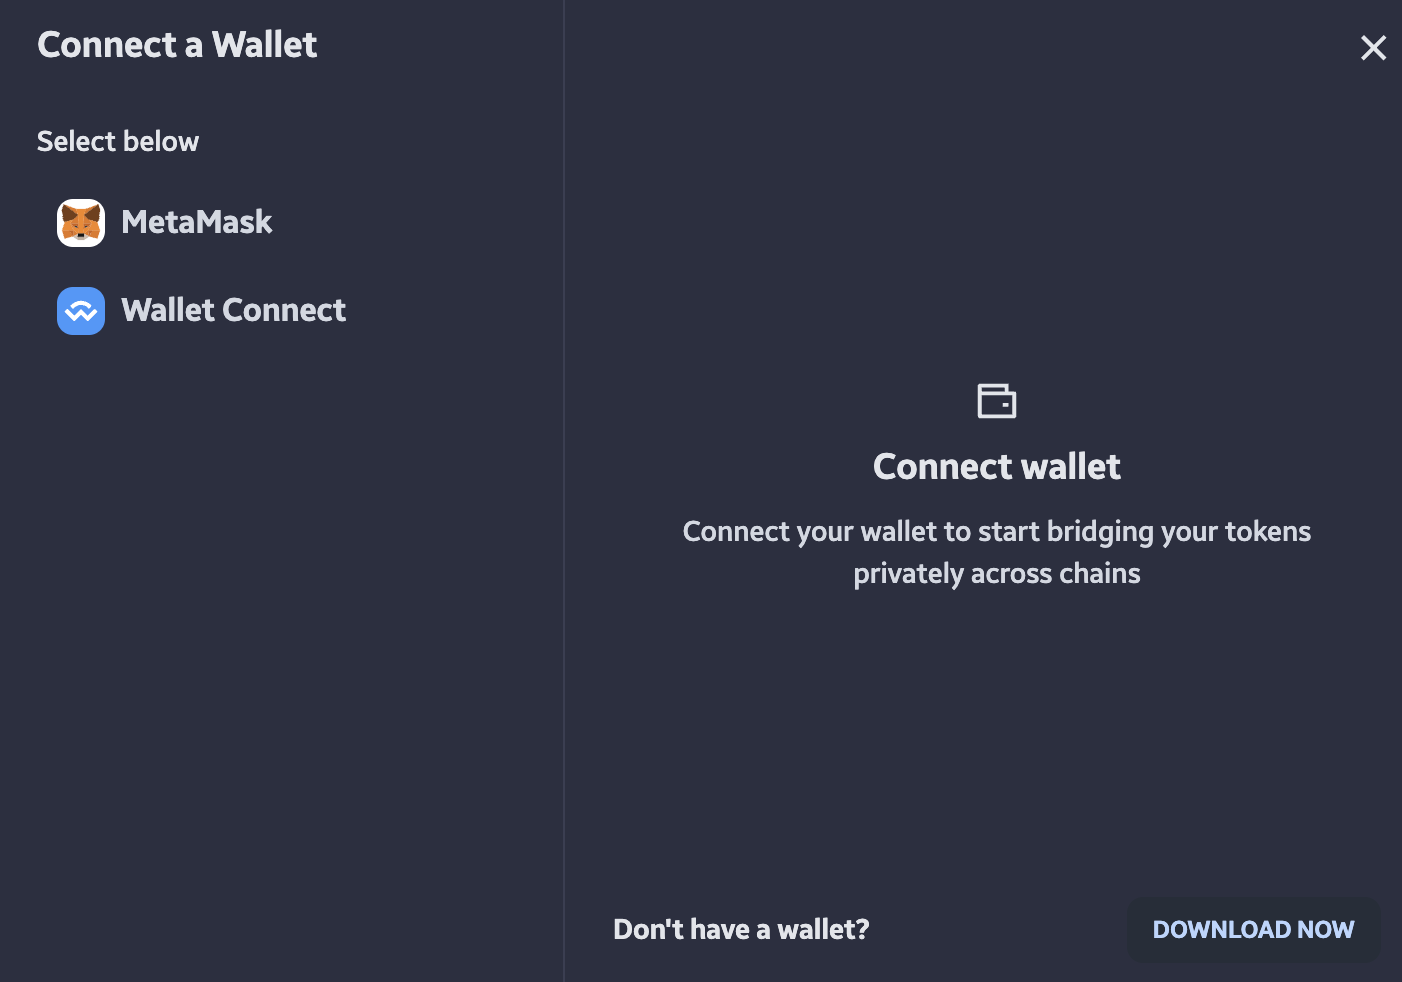 Connect a Wallet
Select below
MetaMask
Wallet Connect
Connect wallet
Connect your wallet to start bridging your tokens
privately across chains
Don't have a wallet?
DOWNLOAD NOW